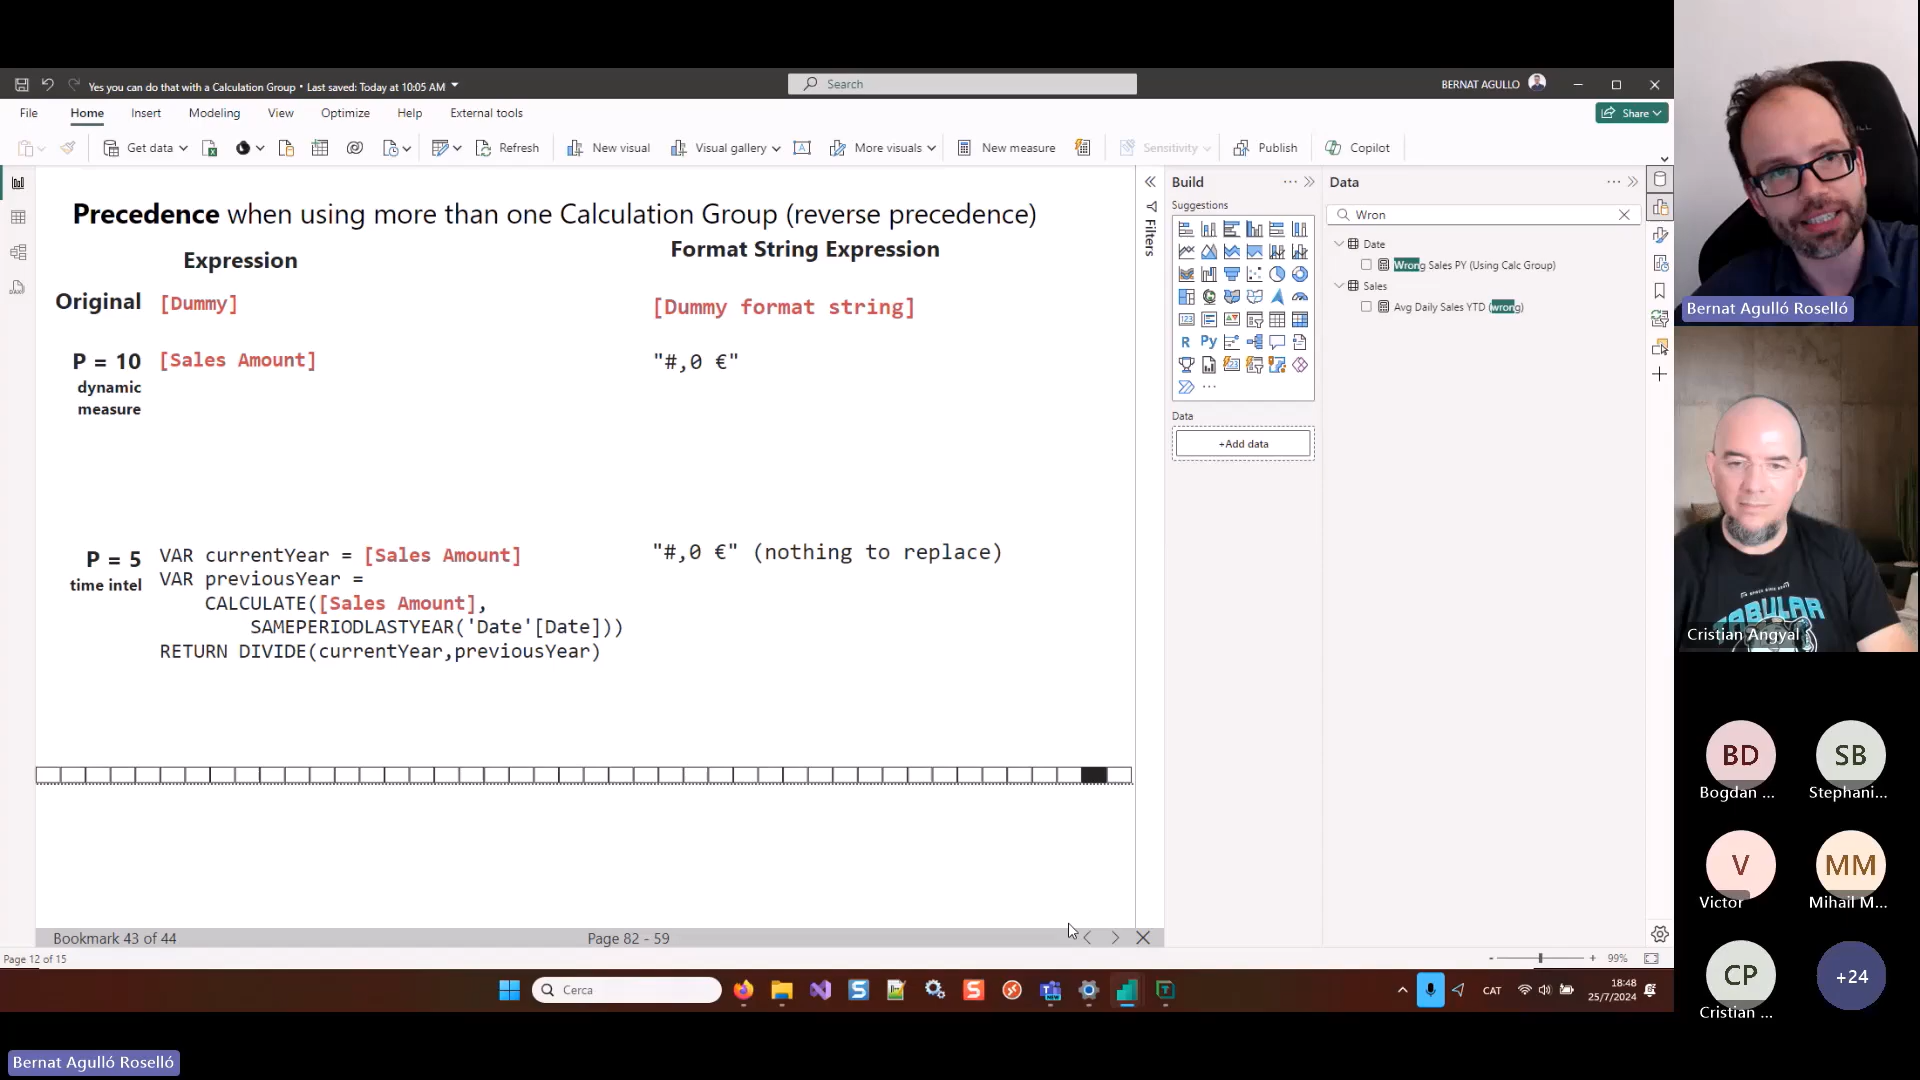 Yes you can do that with a Calculation Group • Last saved: Today at 10:05 AM
Search
BERNAT AGULLO
File Home Insert Modeling View Optimize Help External tools
Share
Get data
Refresh
New visual
Visual gallery
More visuals
New measure
Sensitivity
Publish
Copilot
Precedence when using more than one Calculation Group (reverse precedence)
Expression
Format String Expression
Original [Dummy]
[Dummy format string]
P = 10 [Sales Amount]
"#,0 €"
dynamic
measure
P = 5 VAR currentYear = [Sales Amount]
"#,0 €" (nothing to replace)
time intel VAR previousYear =
CALCULATE([Sales Amount],
SAMEPERIODLASTYEAR('Date'[Date]))
RETURN DIVIDE(currentYear,previousYear)
Bookmark 43 of 44
Page 82 - 59
Page 12 of 15
99%
Filters
Build
Suggestions
R Py
Data
+Add data
Data
Wron
Date
Wrong Sales PY (Using Calc Group)
Sales
Avg Daily Sales YTD (wrong)
Cerca
CAT
18:48
25/7/2024
Bernat Agulló Roselló
TABULAR
Cristian Angyal
BD
Bogdan ...
SB
Stephani...
V
Victor
MM
Mihail M...
CP
Cristian ...
+24
Bernat Agulló Roselló